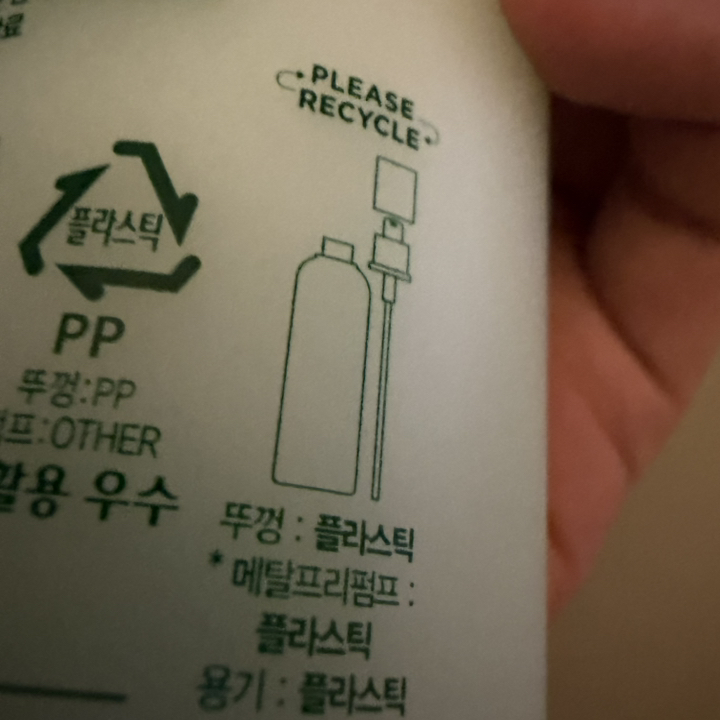 PLEASE
RECYCLE
플라스틱
PP
뚜껑:PP
프:OTHER
활용 우수
뚜껑 : 플라스틱
* 메탈프리펌프 :
플라스틱
용기 : 플라스틱